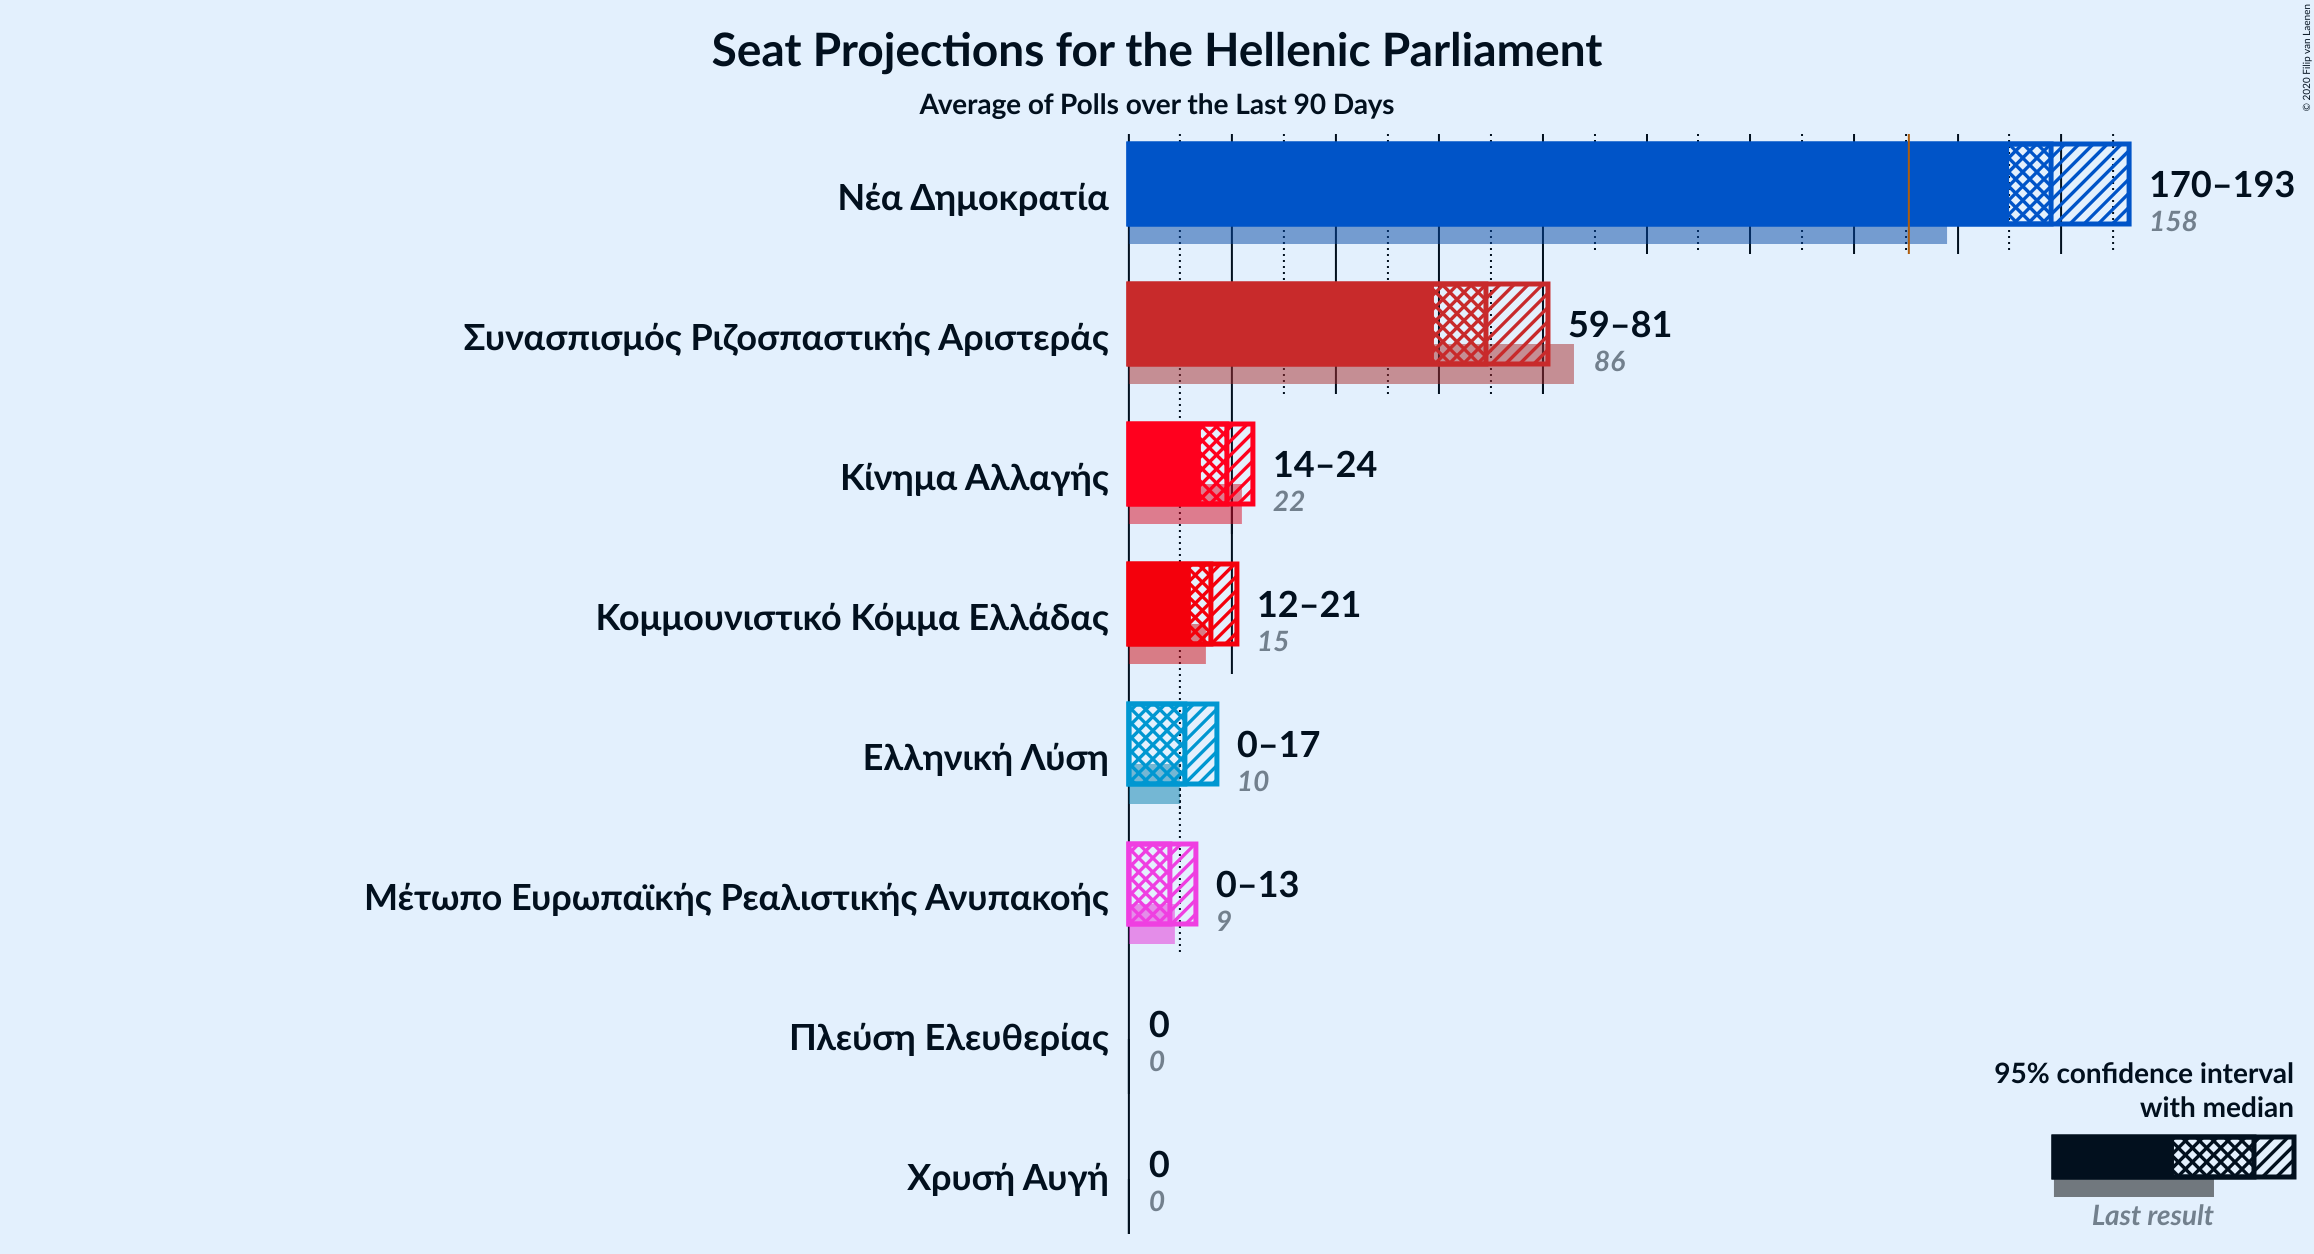 Seat Projections for the Hellenic Parliament
Average of Polls over the Last 90 Days
© 2020 Filip van Laenen
Νέα Δημοκρατία
170–193
158
Συνασπισμός Ριζοσπαστικής Αριστεράς
59–81
86
Κίνημα Αλλαγής
14–24
22
Κομμουνιστικό Κόμμα Ελλάδας
12–21
15
Ελληνική Λύση
0–17
10
Μέτωπο Ευρωπαϊκής Ρεαλιστικής Ανυπακοής
0–13
9
Πλεύση Ελευθερίας
0
0
Χρυσή Αυγή
0
0
95% confidence interval
with median
Last result